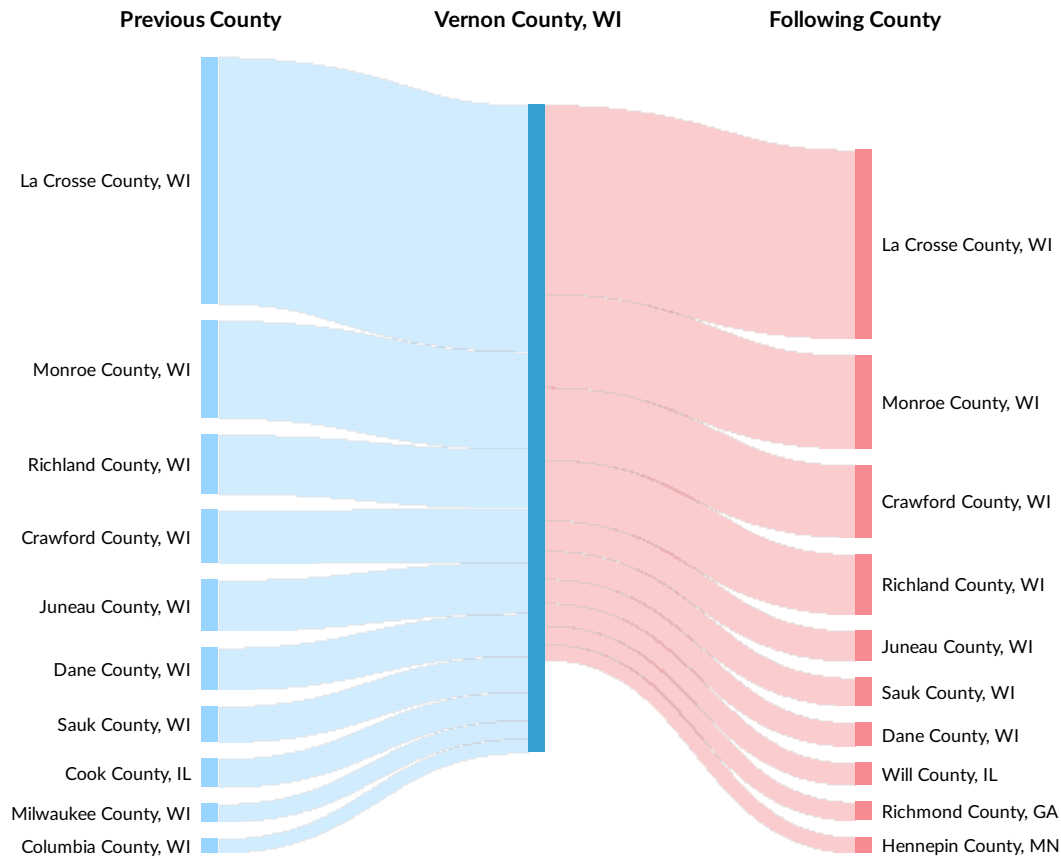 Previous County
Vernon County, WI
Following County
La Crosse County, WI
Monroe County, WI
Richland County, WI
Crawford County, WI
Juneau County, WI
Dane County, WI
Sauk County, WI
Cook County, IL
Milwaukee County, WI
Columbia County, WI
La Crosse County, WI
Monroe County, WI
Crawford County, WI
Richland County, WI
Juneau County, WI
Sauk County, WI
Dane County, WI
Will County, IL
Richmond County, GA
Hennepin County, MN